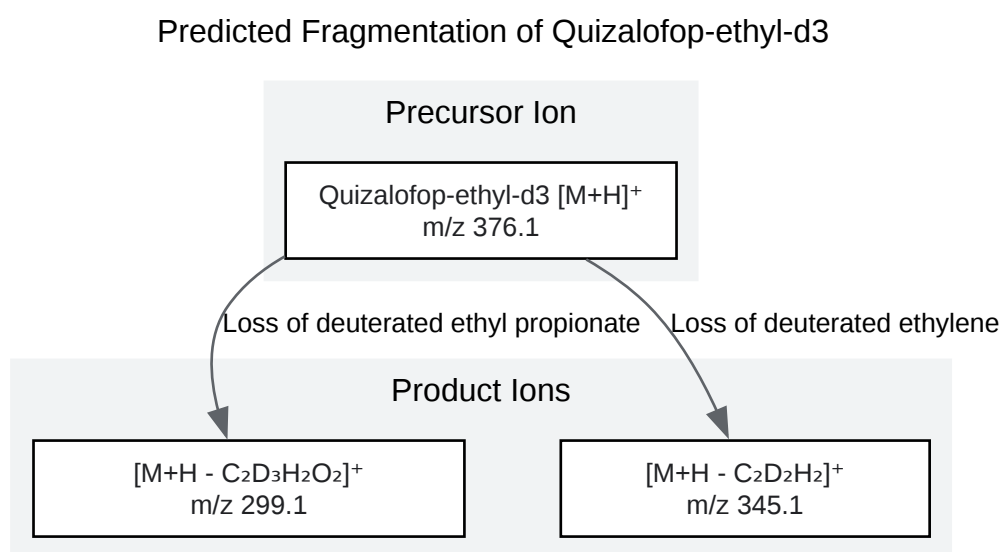 Predicted Fragmentation of Quizalofop-ethyl-d3
Precursor Ion
Quizalofop-ethyl-d3 [M+H]⁺
m/z 376.1
Loss of deuterated ethyl propionate
Loss of deuterated ethylene
Product Ions
[M+H - C₂D₃H₂O₂]⁺
m/z 299.1
[M+H - C₂D₂H₂]⁺
m/z 345.1